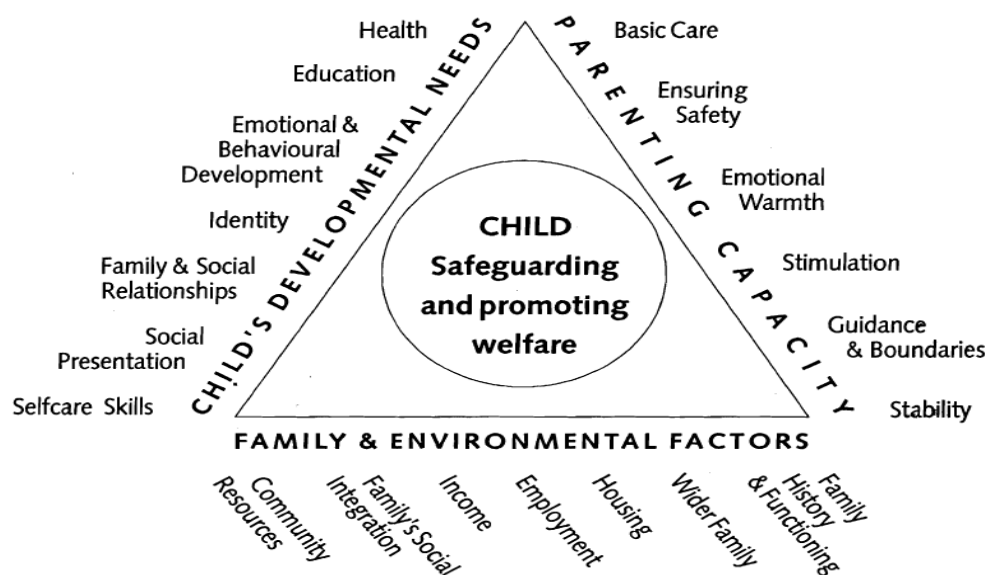 Health
Education
Emotional &
Behavioural
Development
Identity
Family & Social
Relationships
Social
Presentation
Selfcare Skills
CHILD'S DEVELOPMENTAL NEEDS
PARENTING CAPACITY
Basic Care
Ensuring
Safety
Emotional
Warmth
Stimulation
Guidance
& Boundaries
Stability
CHILD
Safeguarding
and promoting
welfare
FAMILY & ENVIRONMENTAL FACTORS
Community
Resources
Family's Social
Integration
Income
Employment
Housing
Wider Family
Family
History
& Functioning